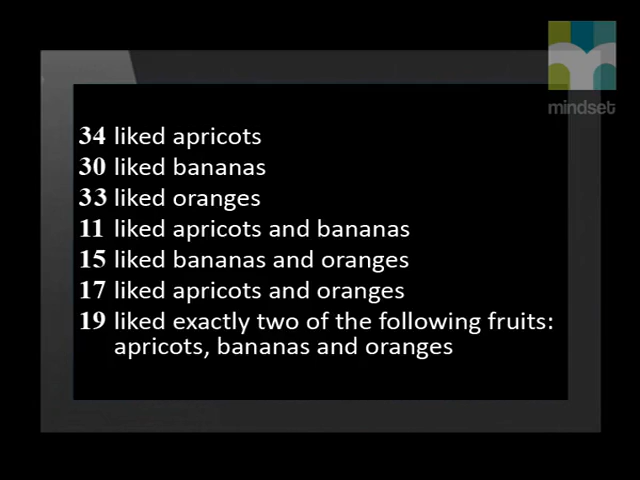 mindset
34 liked apricots
30 liked bananas
33 liked oranges
11 liked apricots and bananas
15 liked bananas and oranges
17 liked apricots and oranges
19 liked exactly two of the following fruits:
apricots, bananas and oranges